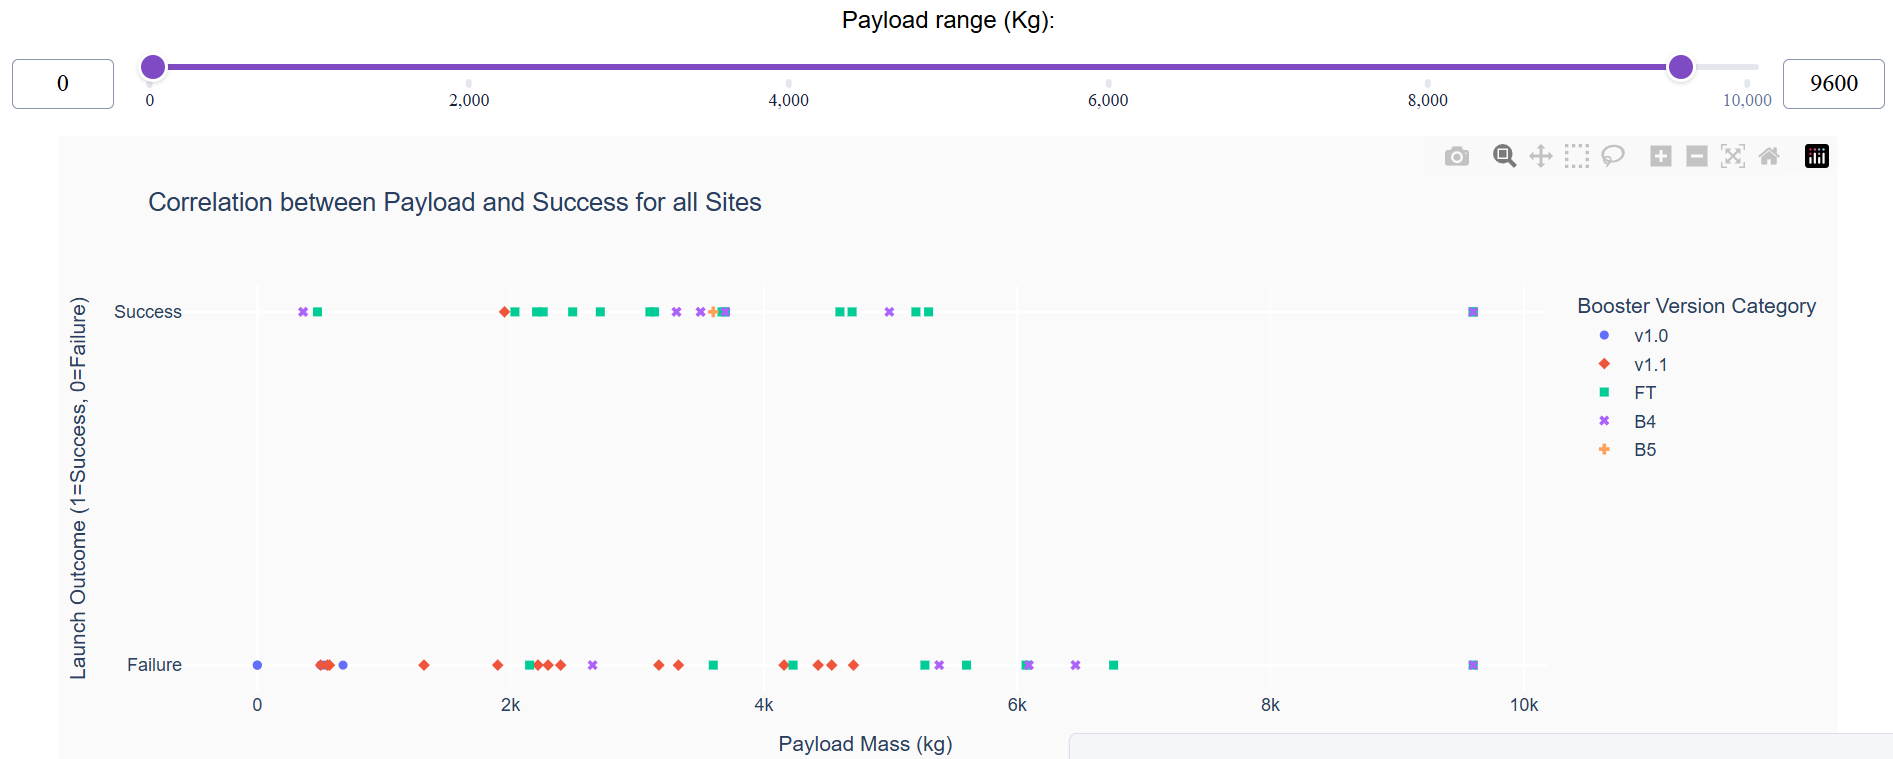 Payload range (Kg):
0
9600
0 2,000 4,000 6,000 8,000 10,000
Correlation between Payload and Success for all Sites
Launch Outcome (1=Success, 0=Failure)
Success
Failure
0 2k 4k 6k 8k 10k
Payload Mass (kg)
Booster Version Category
v1.0
v1.1
FT
B4
B5